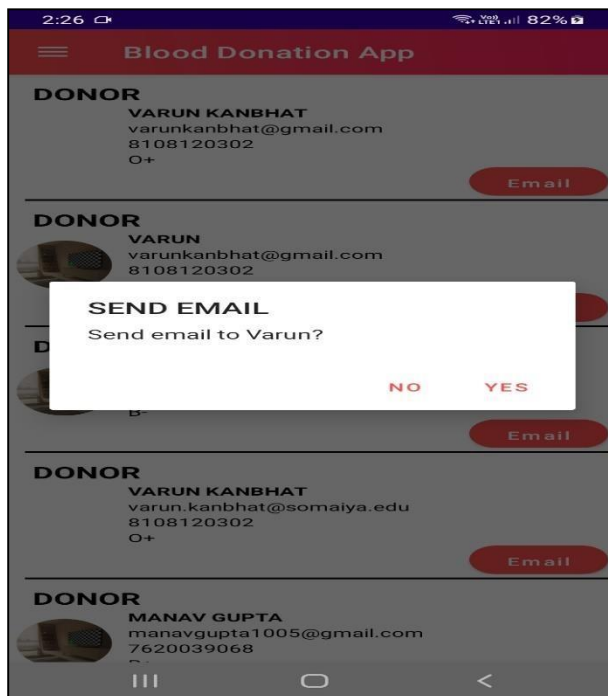 2:26
Vo))
LTE1
82%
Blood Donation App
DONOR
VARUN KANBHAT
varunkanbhat@gmail.com
8108120302
O+
Email
DONOR
VARUN
varunkanbhat@gmail.com
8108120302
SEND EMAIL
Send email to Varun?
NO YES
B-
Email
DONOR
VARUN KANBHAT
varun.kanbhat@somaiya.edu
8108120302
O+
Email
DONOR
MANAV GUPTA
manavgupta1005@gmail.com
7620039068